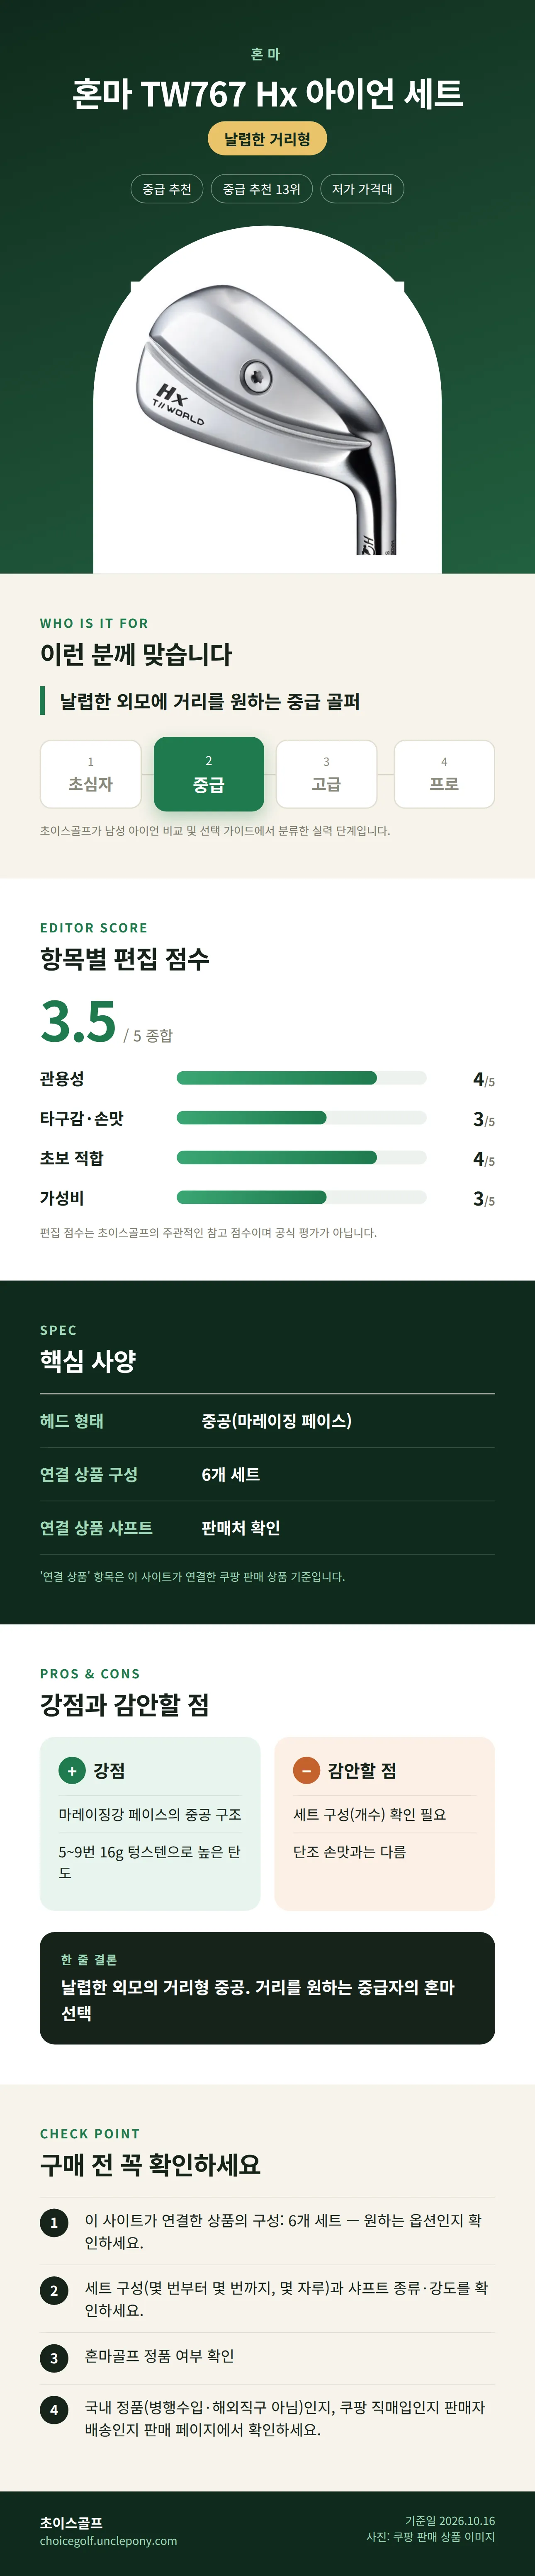 혼마
혼마 TW767 Hx 아이언 세트
날렵한 거리형
중급 추천
중급 추천 13위
저가 가격대
Hx
T//WORLD
WHO IS IT FOR
이런 분께 맞습니다
날렵한 외모에 거리를 원하는 중급 골퍼
1
초심자
2
중급
3
고급
4
프로
초이스골프가 남성 아이언 비교 및 선택 가이드에서 분류한 실력 단계입니다.
EDITOR SCORE
항목별 편집 점수
3.5 / 5 종합
관용성 4/5
타구감·손맛 3/5
초보 적합 4/5
가성비 3/5
편집 점수는 초이스골프의 주관적인 참고 점수이며 공식 평가가 아닙니다.
SPEC
핵심 사양
헤드 형태 중공(마레이징 페이스)
연결 상품 구성 6개 세트
연결 상품 샤프트 판매처 확인
'연결 상품' 항목은 이 사이트가 연결한 쿠팡 판매 상품 기준입니다.
PROS & CONS
강점과 감안할 점
+ 강점
마레이징강 페이스의 중공 구조
5~9번 16g 텅스텐으로 높은 탄
도
− 감안할 점
세트 구성(개수) 확인 필요
단조 손맛과는 다름
한 줄 결론
날렵한 외모의 거리형 중공. 거리를 원하는 중급자의 혼마
선택
CHECK POINT
구매 전 꼭 확인하세요
1 이 사이트가 연결한 상품의 구성: 6개 세트 — 원하는 옵션인지 확
인하세요.
2 세트 구성(몇 번부터 몇 번까지, 몇 자루)과 샤프트 종류·강도를 확
인하세요.
3 혼마골프 정품 여부 확인
4 국내 정품(병행수입·해외직구 아님)인지, 쿠팡 직매입인지 판매자
배송인지 판매 페이지에서 확인하세요.
초이스골프
choicegolf.unclepony.com
기준일 2026.10.16
사진: 쿠팡 판매 상품 이미지